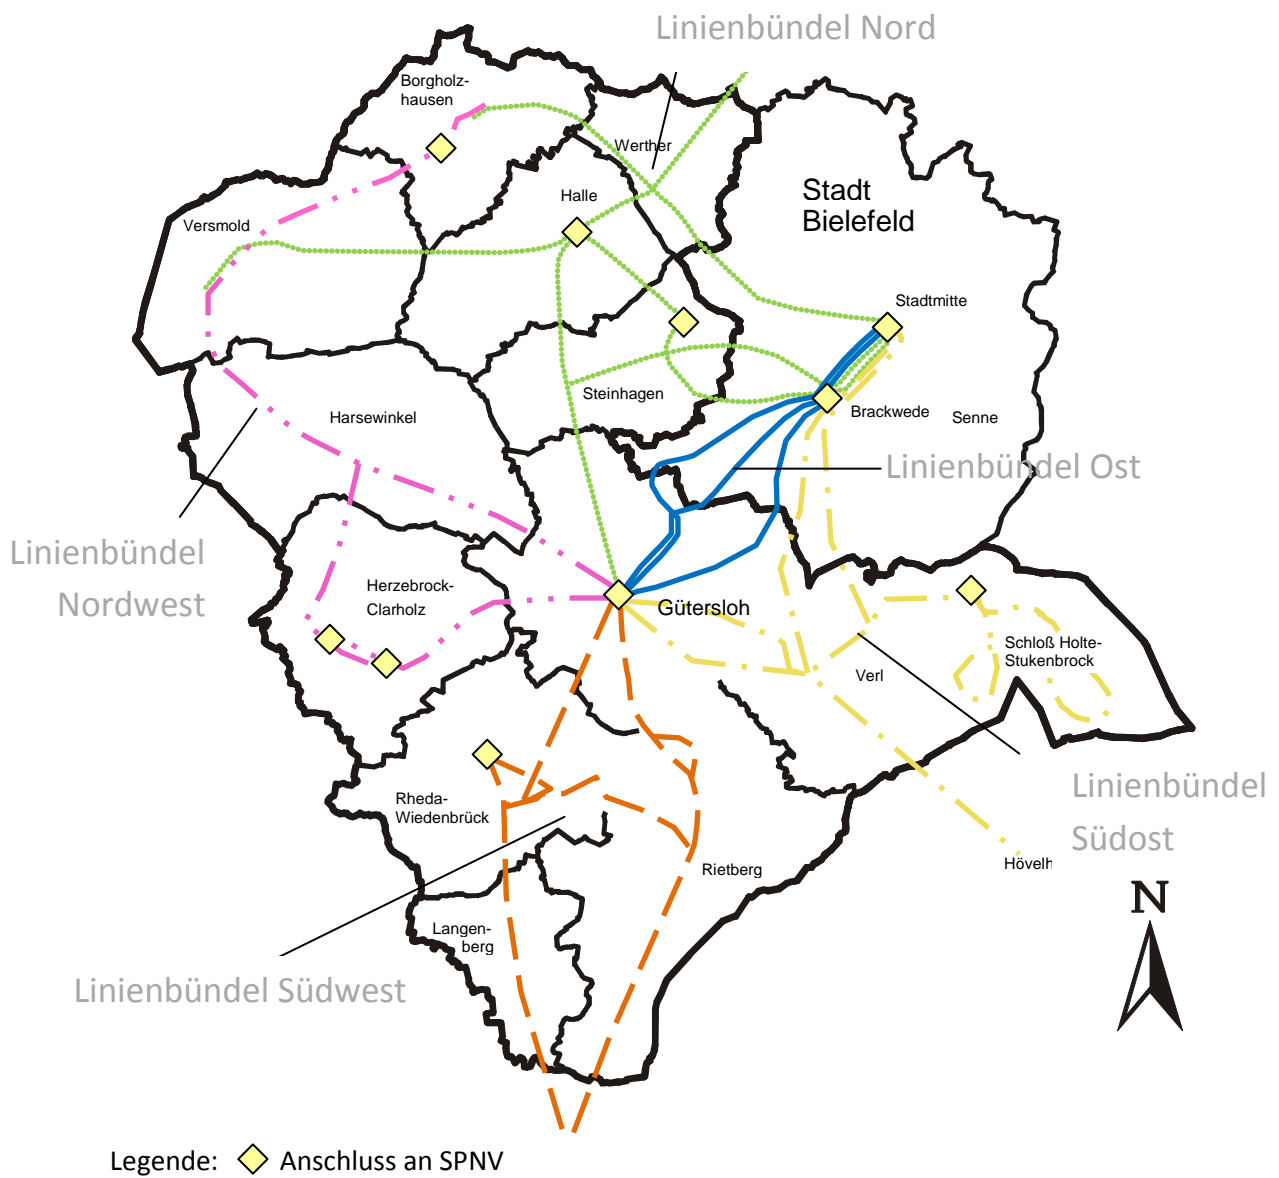 Linienbündel Nord
Borgholz-
hausen
Werther
Stadt
Bielefeld
Halle
Versmold
Stadtmitte
Steinhagen
Brackwede
Senne
Harsewinkel
Linienbündel Ost
Linienbündel
Nordwest
Herzebrock-
Clarholz
Gütersloh
Schloß Holte-
Stukenbrock
Verl
Linienbündel
Südost
Rheda-
Wiedenbrück
Rietberg
Hövelh
N
Langen-
berg
Linienbündel Südwest
Legende: Anschluss an SPNV